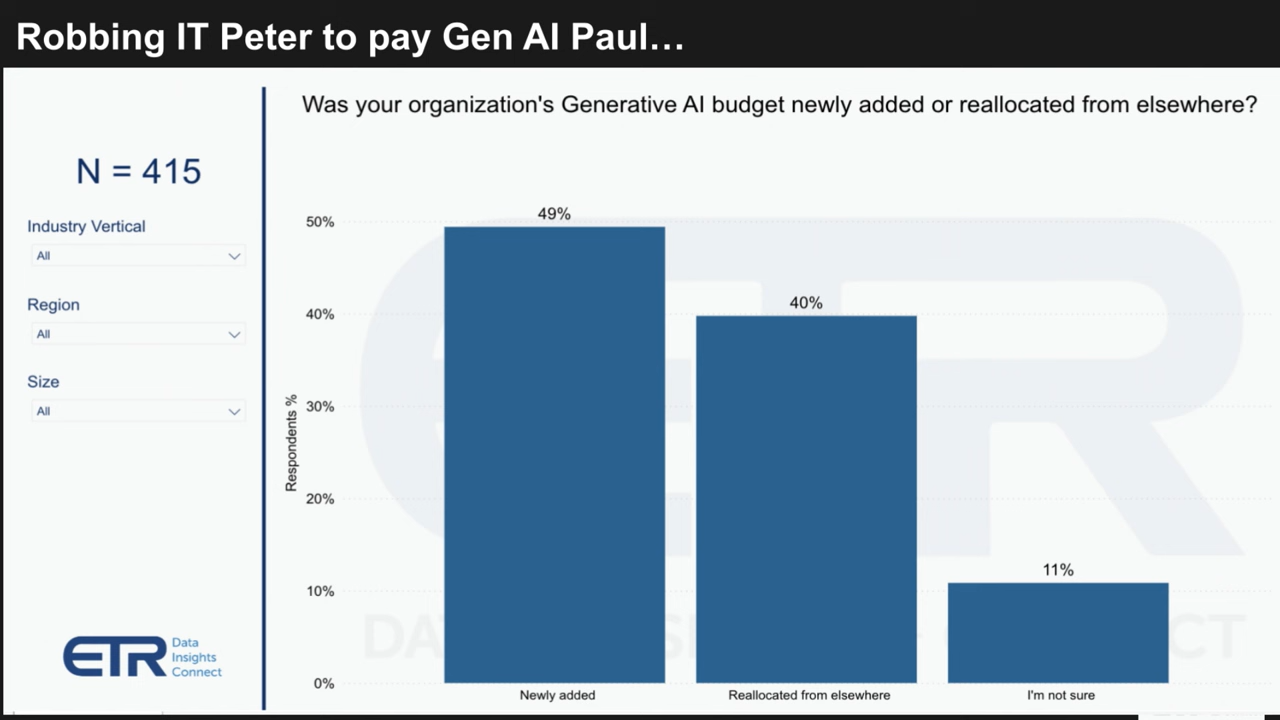 Robbing IT Peter to pay Gen AI Paul...
Was your organization's Generative AI budget newly added or reallocated from elsewhere?
N = 415
Industry Vertical
All
Region
All
Size
All
Respondents %
50%
40%
30%
20%
10%
0%
49%
40%
11%
Newly added
Reallocated from elsewhere
I'm not sure
ETR
Data
Insights
Connect
ETR